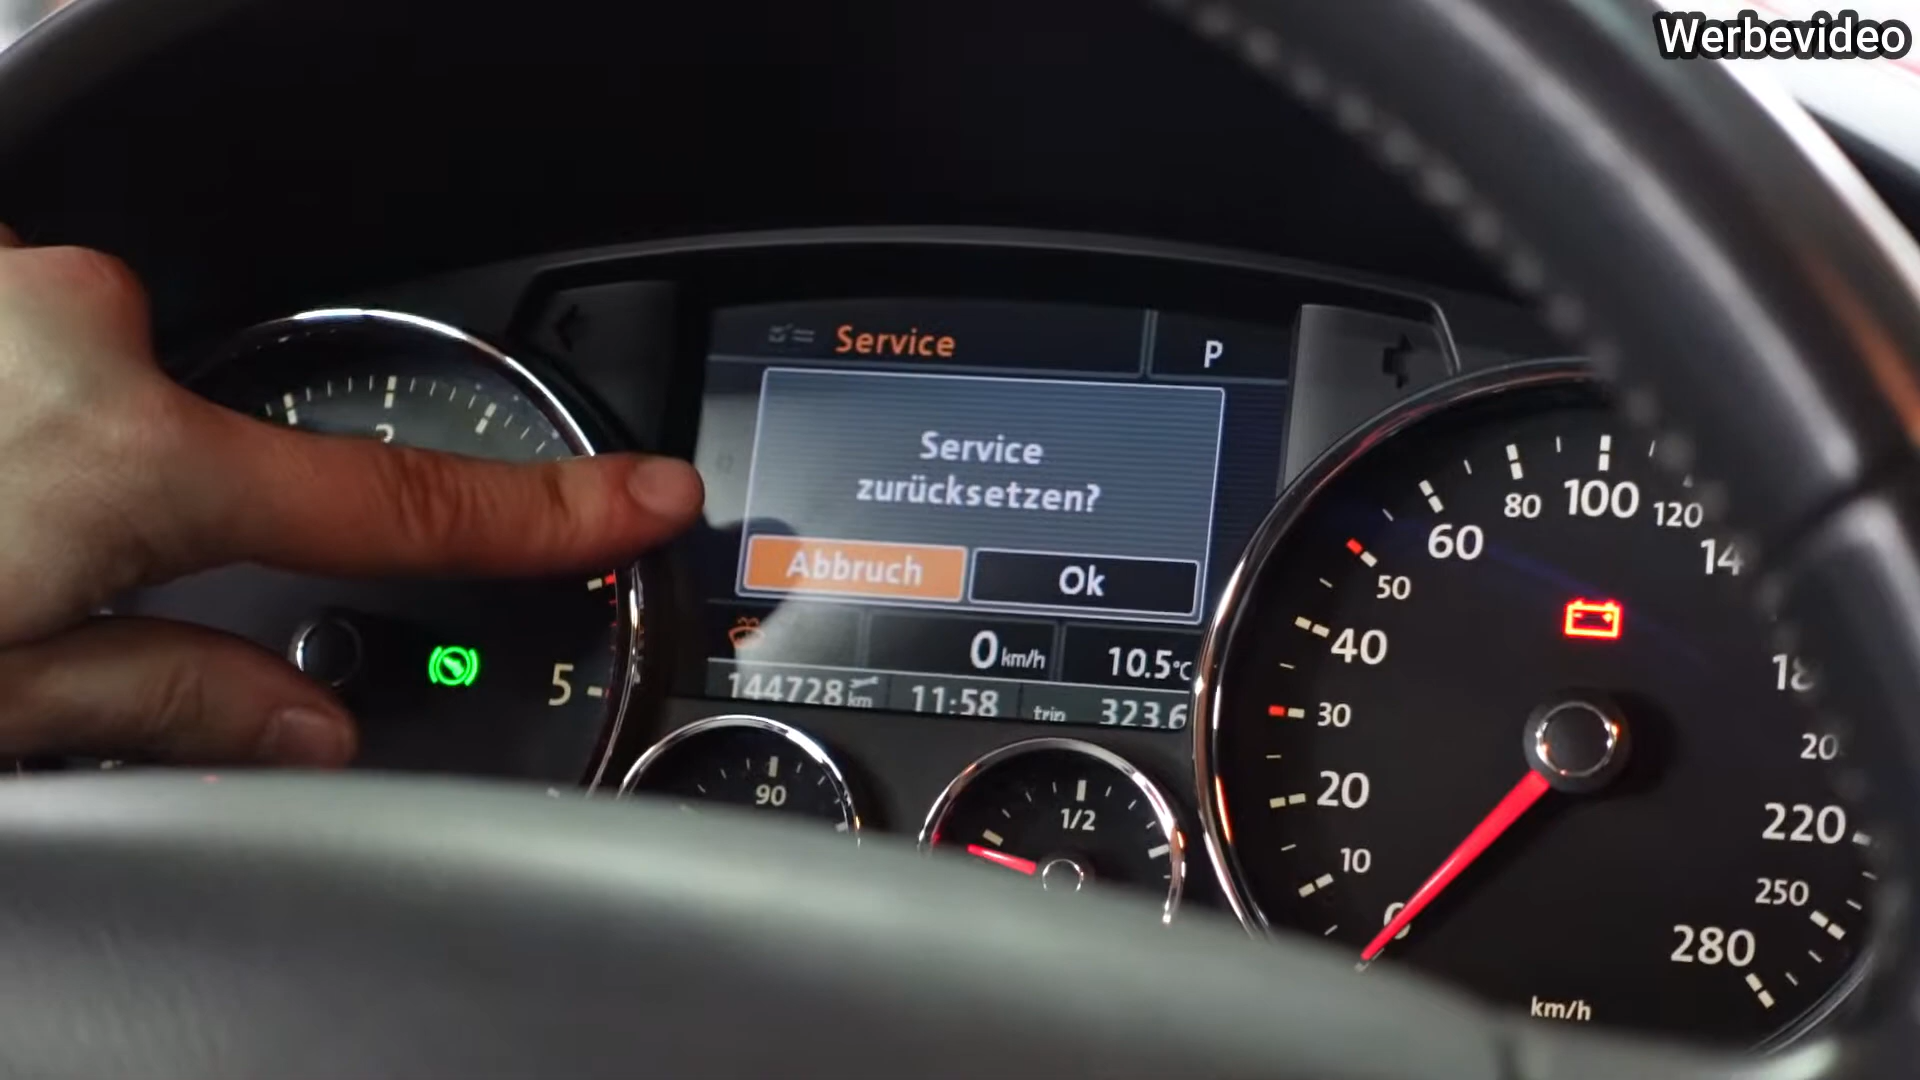 Werbevideo
Service
P
Service
zurücksetzen?
Abbruch
Ok
0 km/h
10.5°C
144728 km
11:58
trip
323.6
5
90
1/2
0
10
20
30
40
50
60
80
100
120
220
250
280
km/h